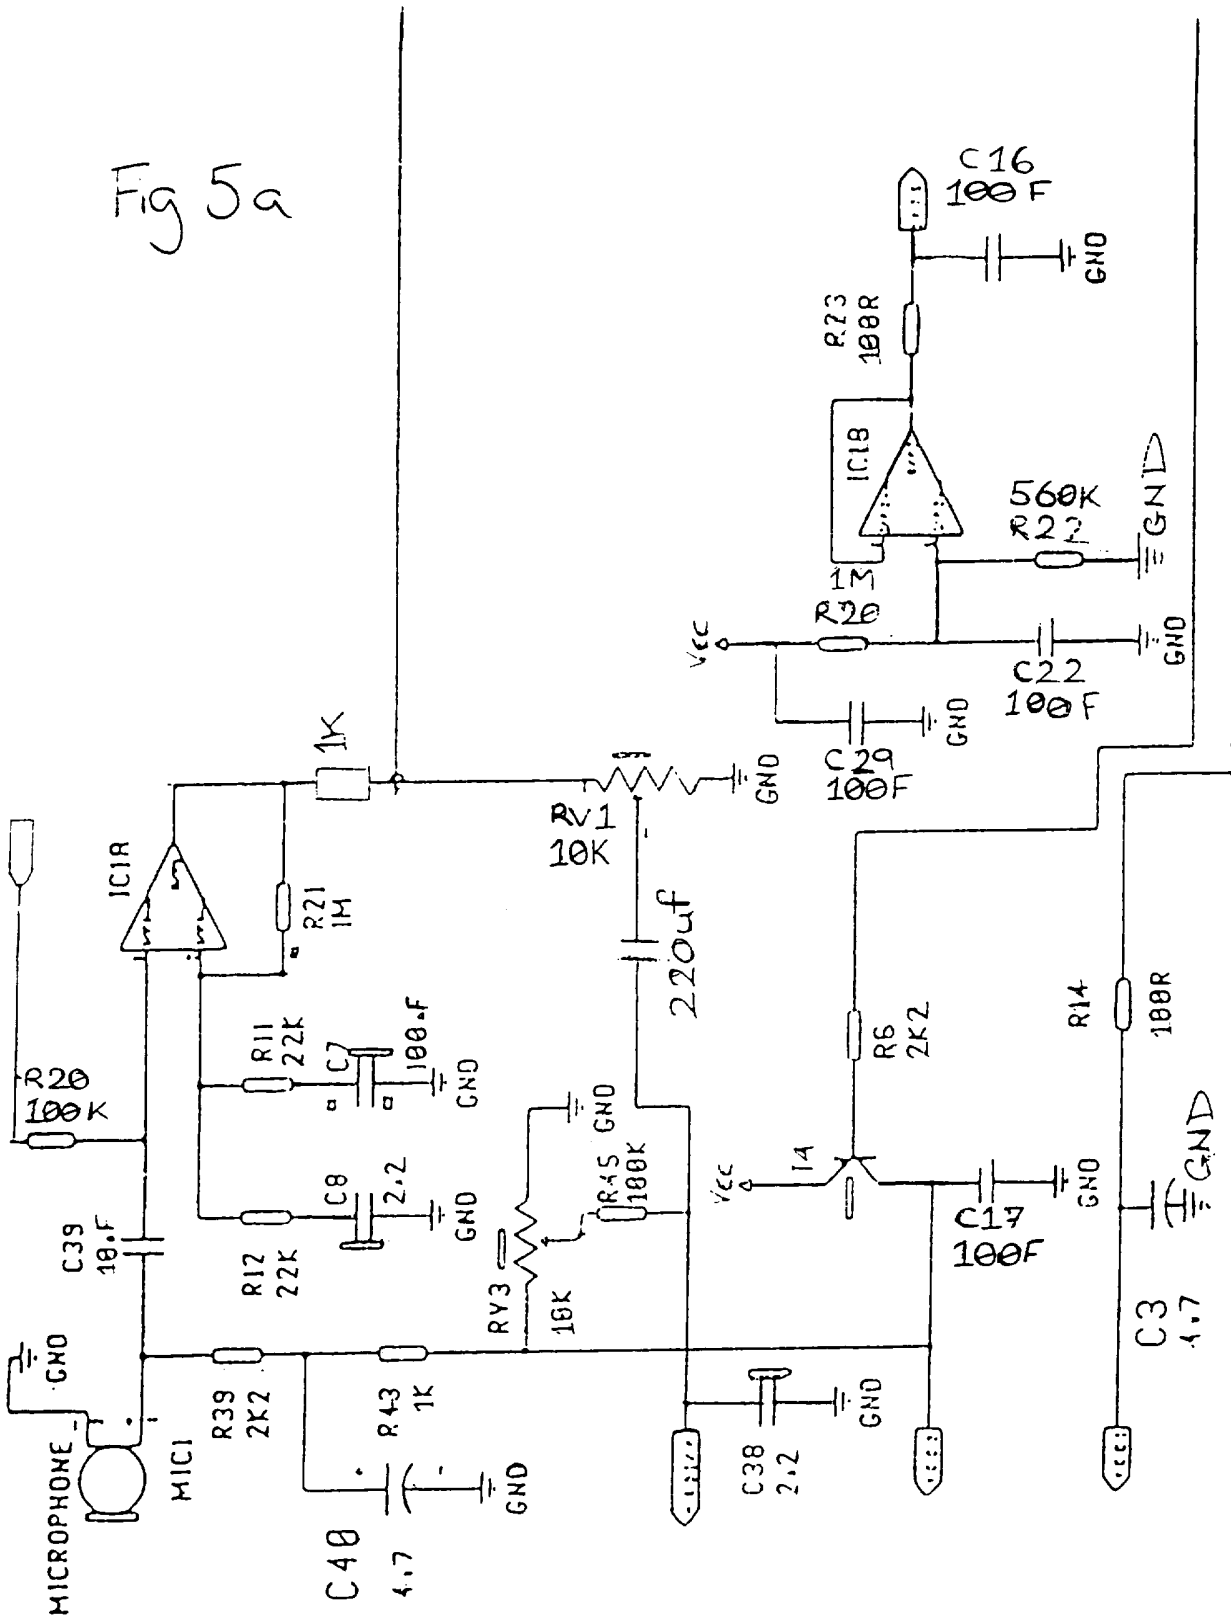 Fig 5a
C16
100F
GND
R23
100R
IC1B
560K
R22
GND
1M
R20
Vcc
C22
100F
GND
C29
100F
GND
1K
RV1
10K
GND
IC1A
R21
1M
220uf
R20
100K
R11
22K
C7
100.F
GND
C39
10.F
R12
22K
C8
2.2
GND
RV3
10K
GND
R45
100K
R6
2K2
R14
100R
Vcc
C17
100F
GND
C3
4.7
GND
GND
MICROPHONE
MIC1
R39
2K2
R43
1K
C40
4.7
GND
C38
2.2
GND